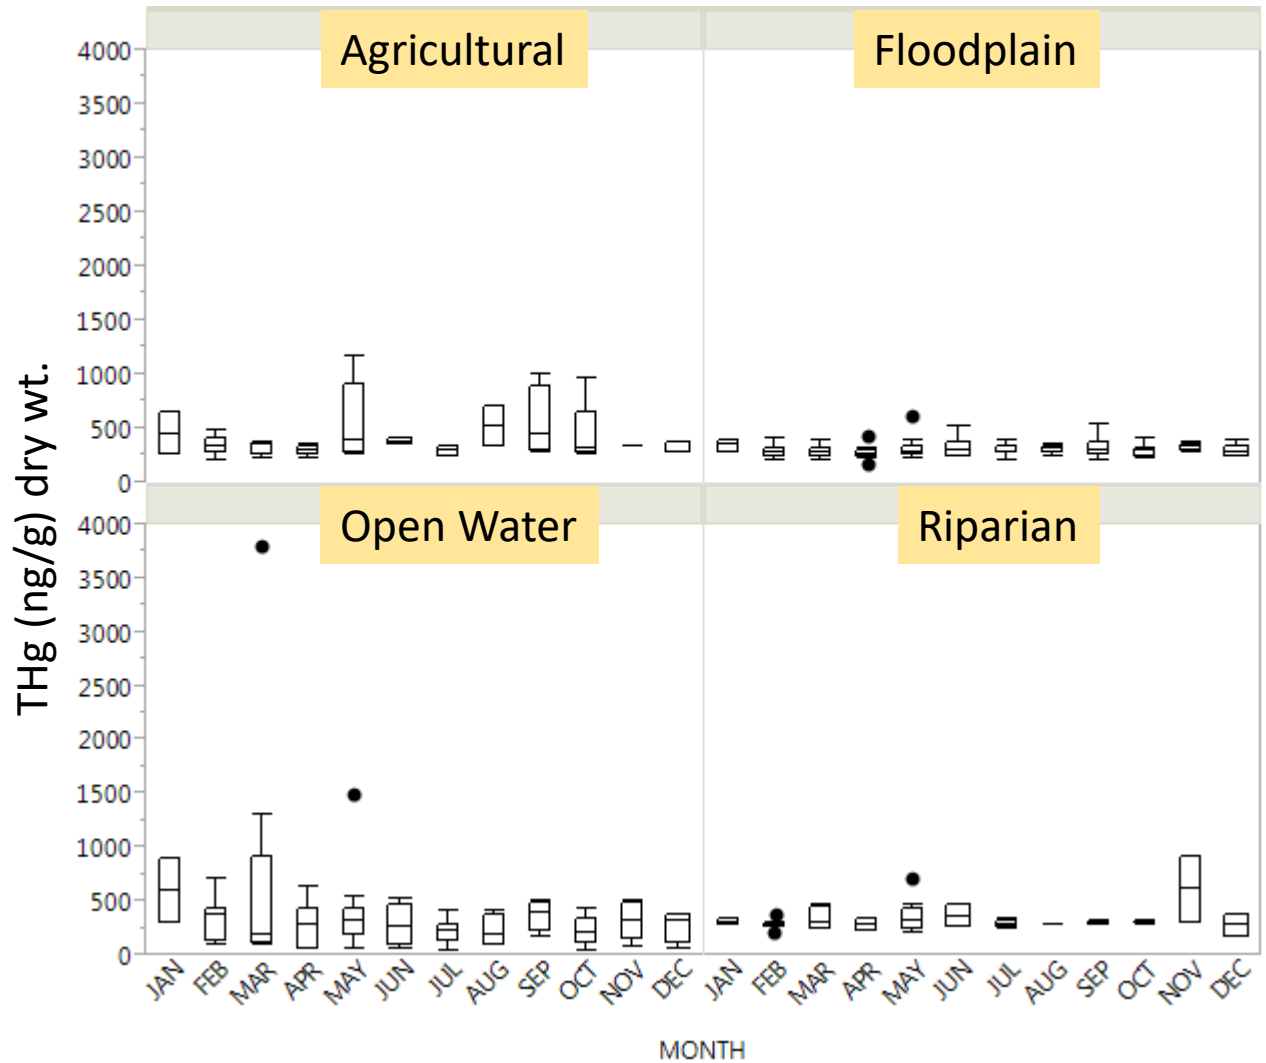 Agricultural
Floodplain
4000
3500
3000
2500
2000
1500
1000
500
0
THg (ng/g) dry wt.
Open Water
Riparian
4000
3500
3000
2500
2000
1500
1000
500
0
JAN FEB MAR APR MAY JUN JUL AUG SEP OCT NOV DEC JAN FEB MAR APR MAY JUN JUL AUG SEP OCT NOV DEC
MONTH